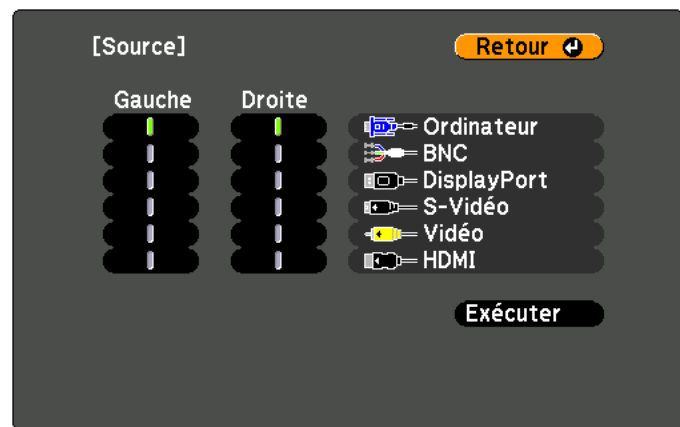 [Source] Retour
Gauche Droite
Ordinateur
BNC
DisplayPort
S-Vidéo
Vidéo
HDMI
Exécuter